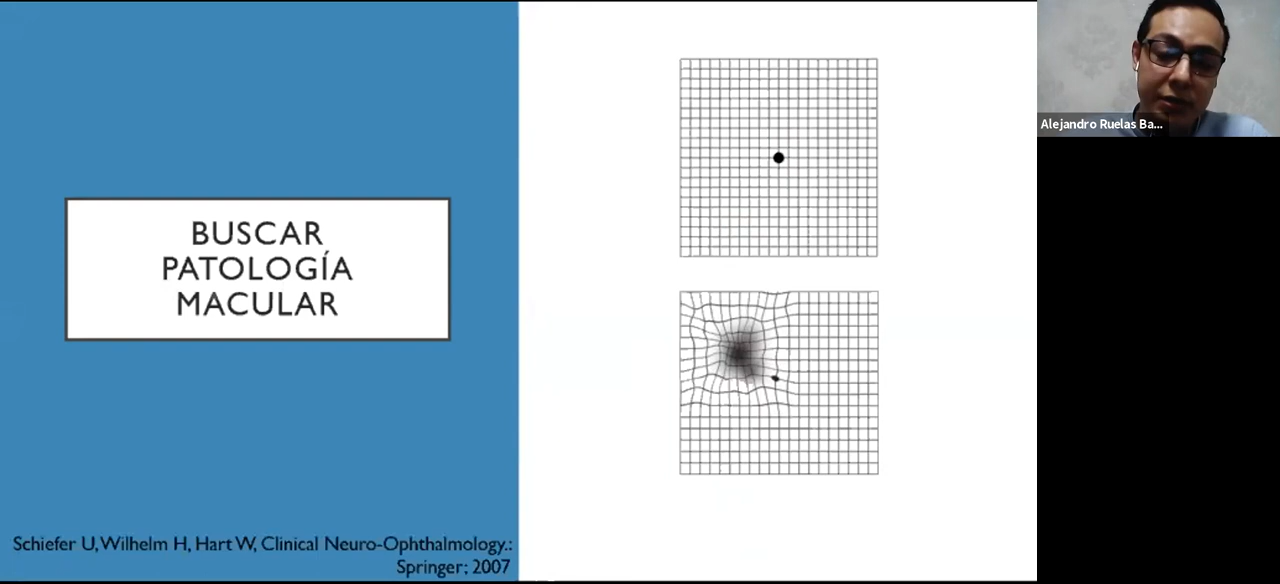 BUSCAR
PATOLOGÍA
MACULAR
Schiefer U, Wilhelm H, Hart W, Clinical Neuro-Ophthalmology.:
Springer; 2007
Alejandro Ruelas Ba...